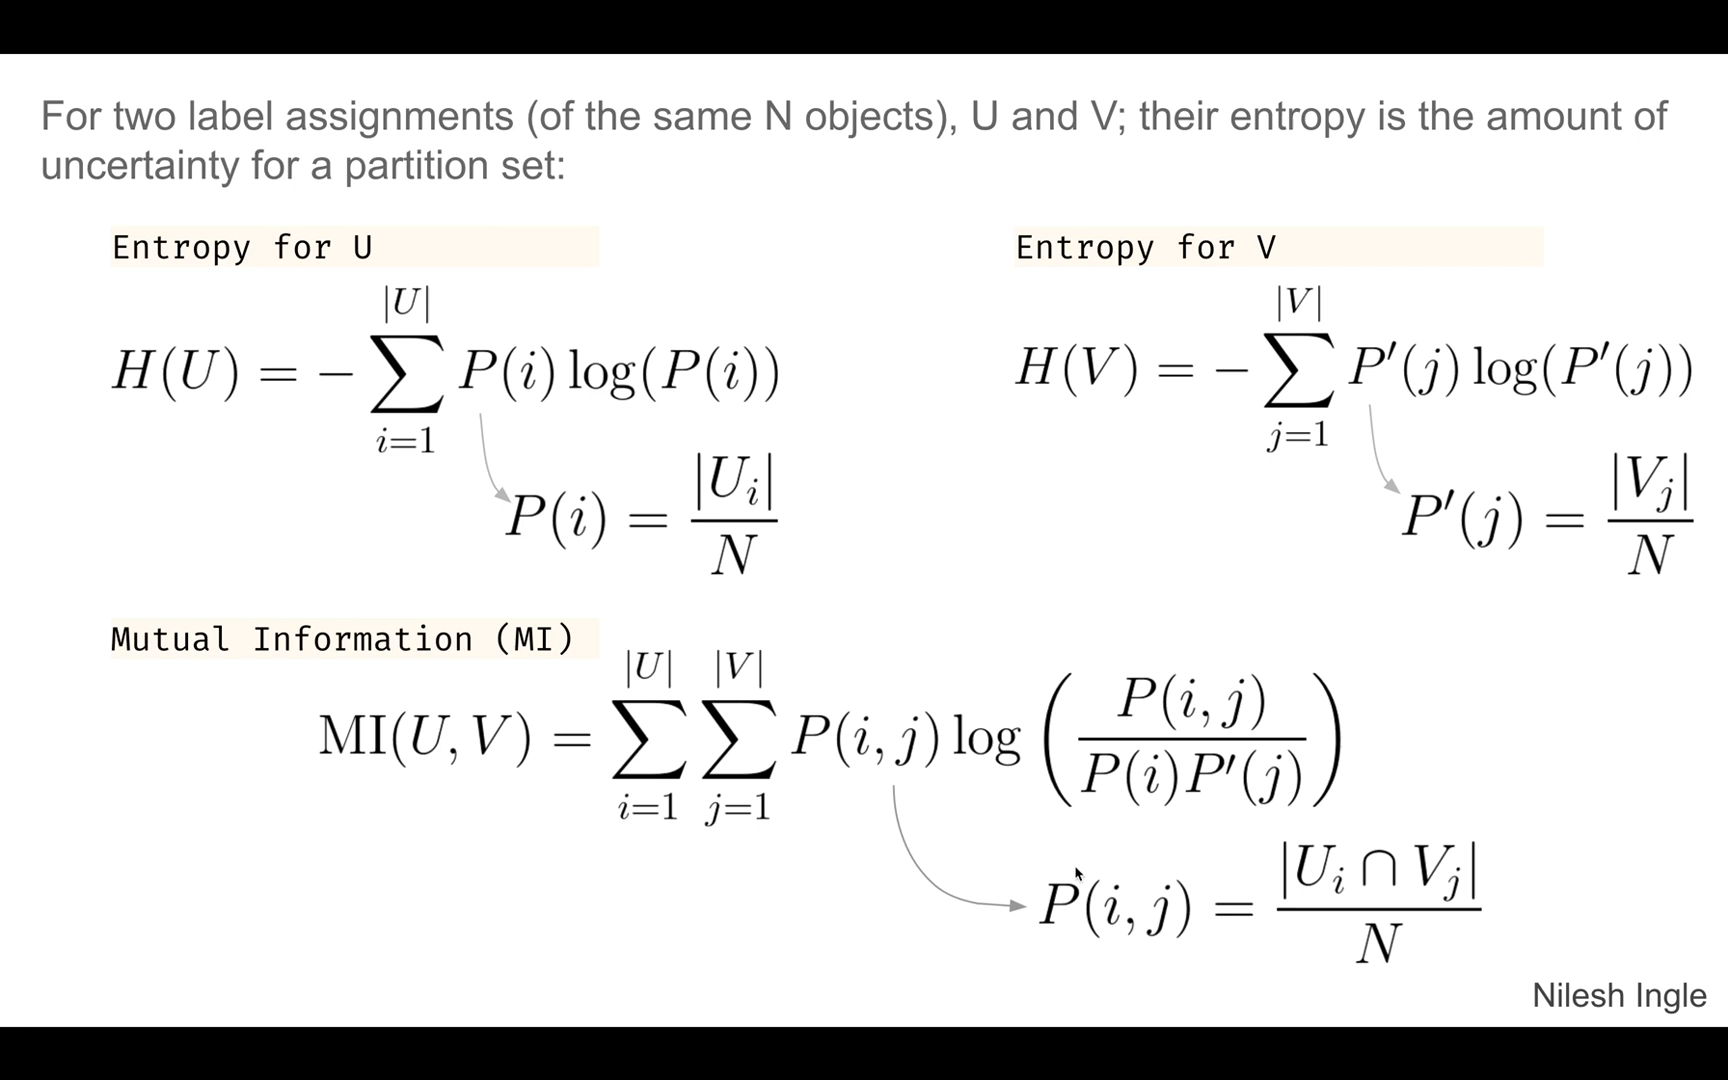 For two label assignments (of the same N objects), U and V; their entropy is the amount of
uncertainty for a partition set:
Entropy for U
H(U) = − ∑_{i=1}^{|U|} P(i) log(P(i))
P(i) = |U_i| / N
Entropy for V
H(V) = − ∑_{j=1}^{|V|} P′(j) log(P′(j))
P′(j) = |V_j| / N
Mutual Information (MI)
MI(U, V) = ∑_{i=1}^{|U|} ∑_{j=1}^{|V|} P(i, j) log ( P(i, j) / P(i)P′(j) )
P(i, j) = |U_i ∩ V_j| / N
Nilesh Ingle